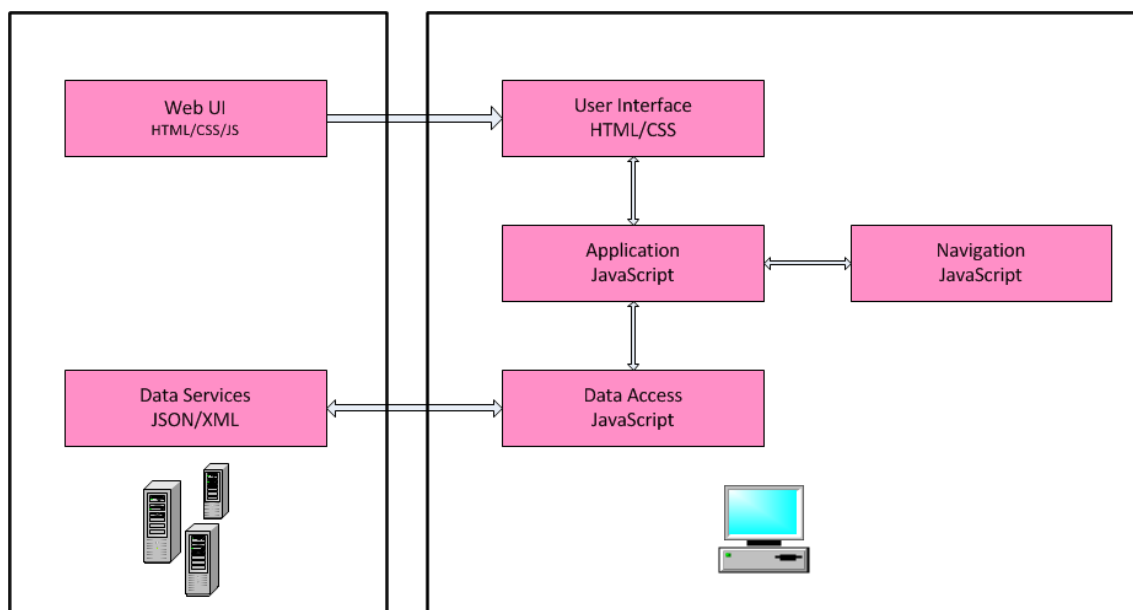 Web UI
HTML/CSS/JS
User Interface
HTML/CSS
Application
JavaScript
Navigation
JavaScript
Data Services
JSON/XML
Data Access
JavaScript